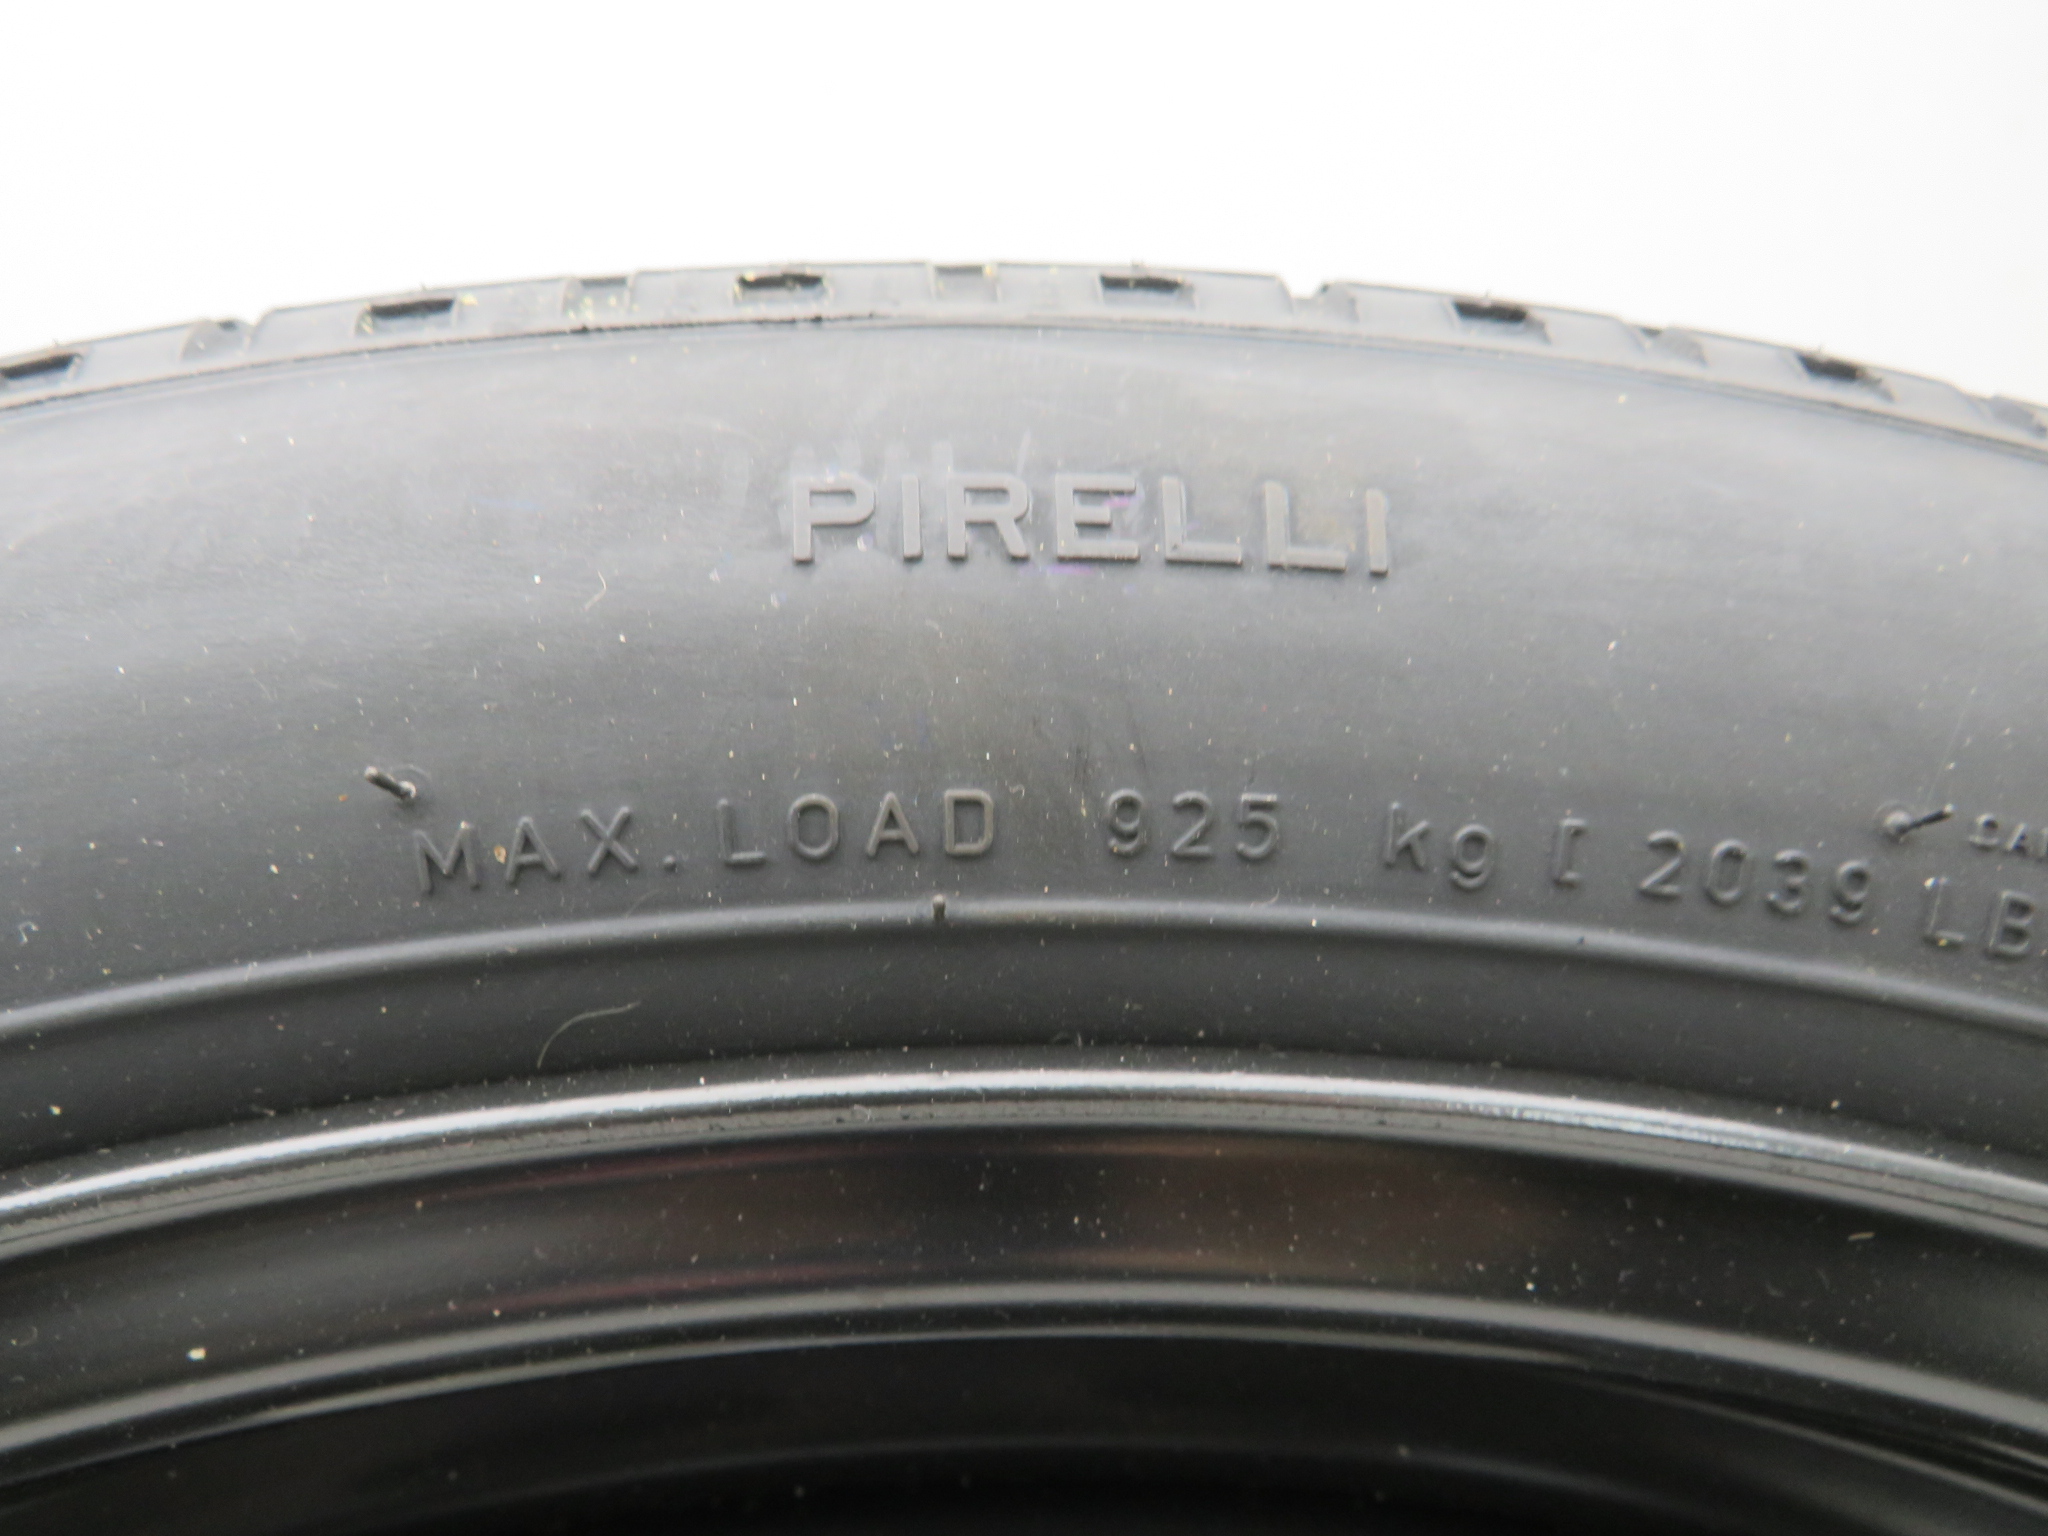 PIRELLI
MAX. LOAD 925 kg [ 2039 LB